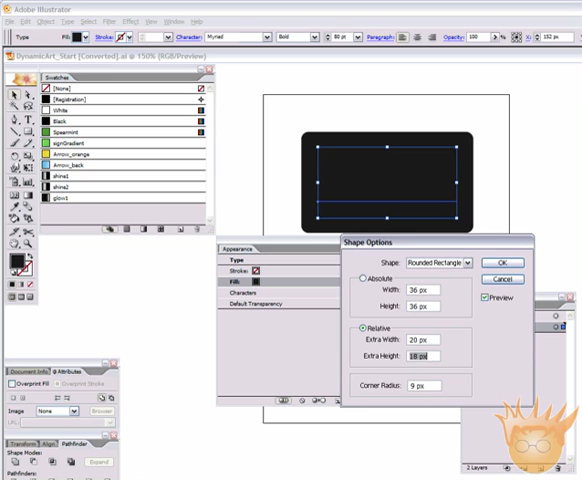 Adobe Illustrator
File Edit Object Type Select Filter Effect View Window Help
Type Fill: Stroke: Character: Myriad Bold 80 pt Paragraph: Opacity: 100 % X: 152 px
DynamicArt_Start [Converted].ai @ 150% (RGB/Preview)
Swatches
[None]
[Registration]
White
Black
Spearmint
signGradient
Arrow_orange
Arrow_back
shine1
shine2
glow1
Appearance
Type
Stroke:
Fill:
Characters
Default Transparency
Shape Options
Shape: Rounded Rectangle
OK
Cancel
Preview
Absolute
Width: 36 px
Height: 36 px
Relative
Extra Width: 20 px
Extra Height: 18 px
Corner Radius: 9 px
2 Layers
Document Info Attributes
Overprint Fill Overprint Stroke
Image: None Browser
URL:
Transform Align Pathfinder
Shape Modes:
Expand
Pathfinders: